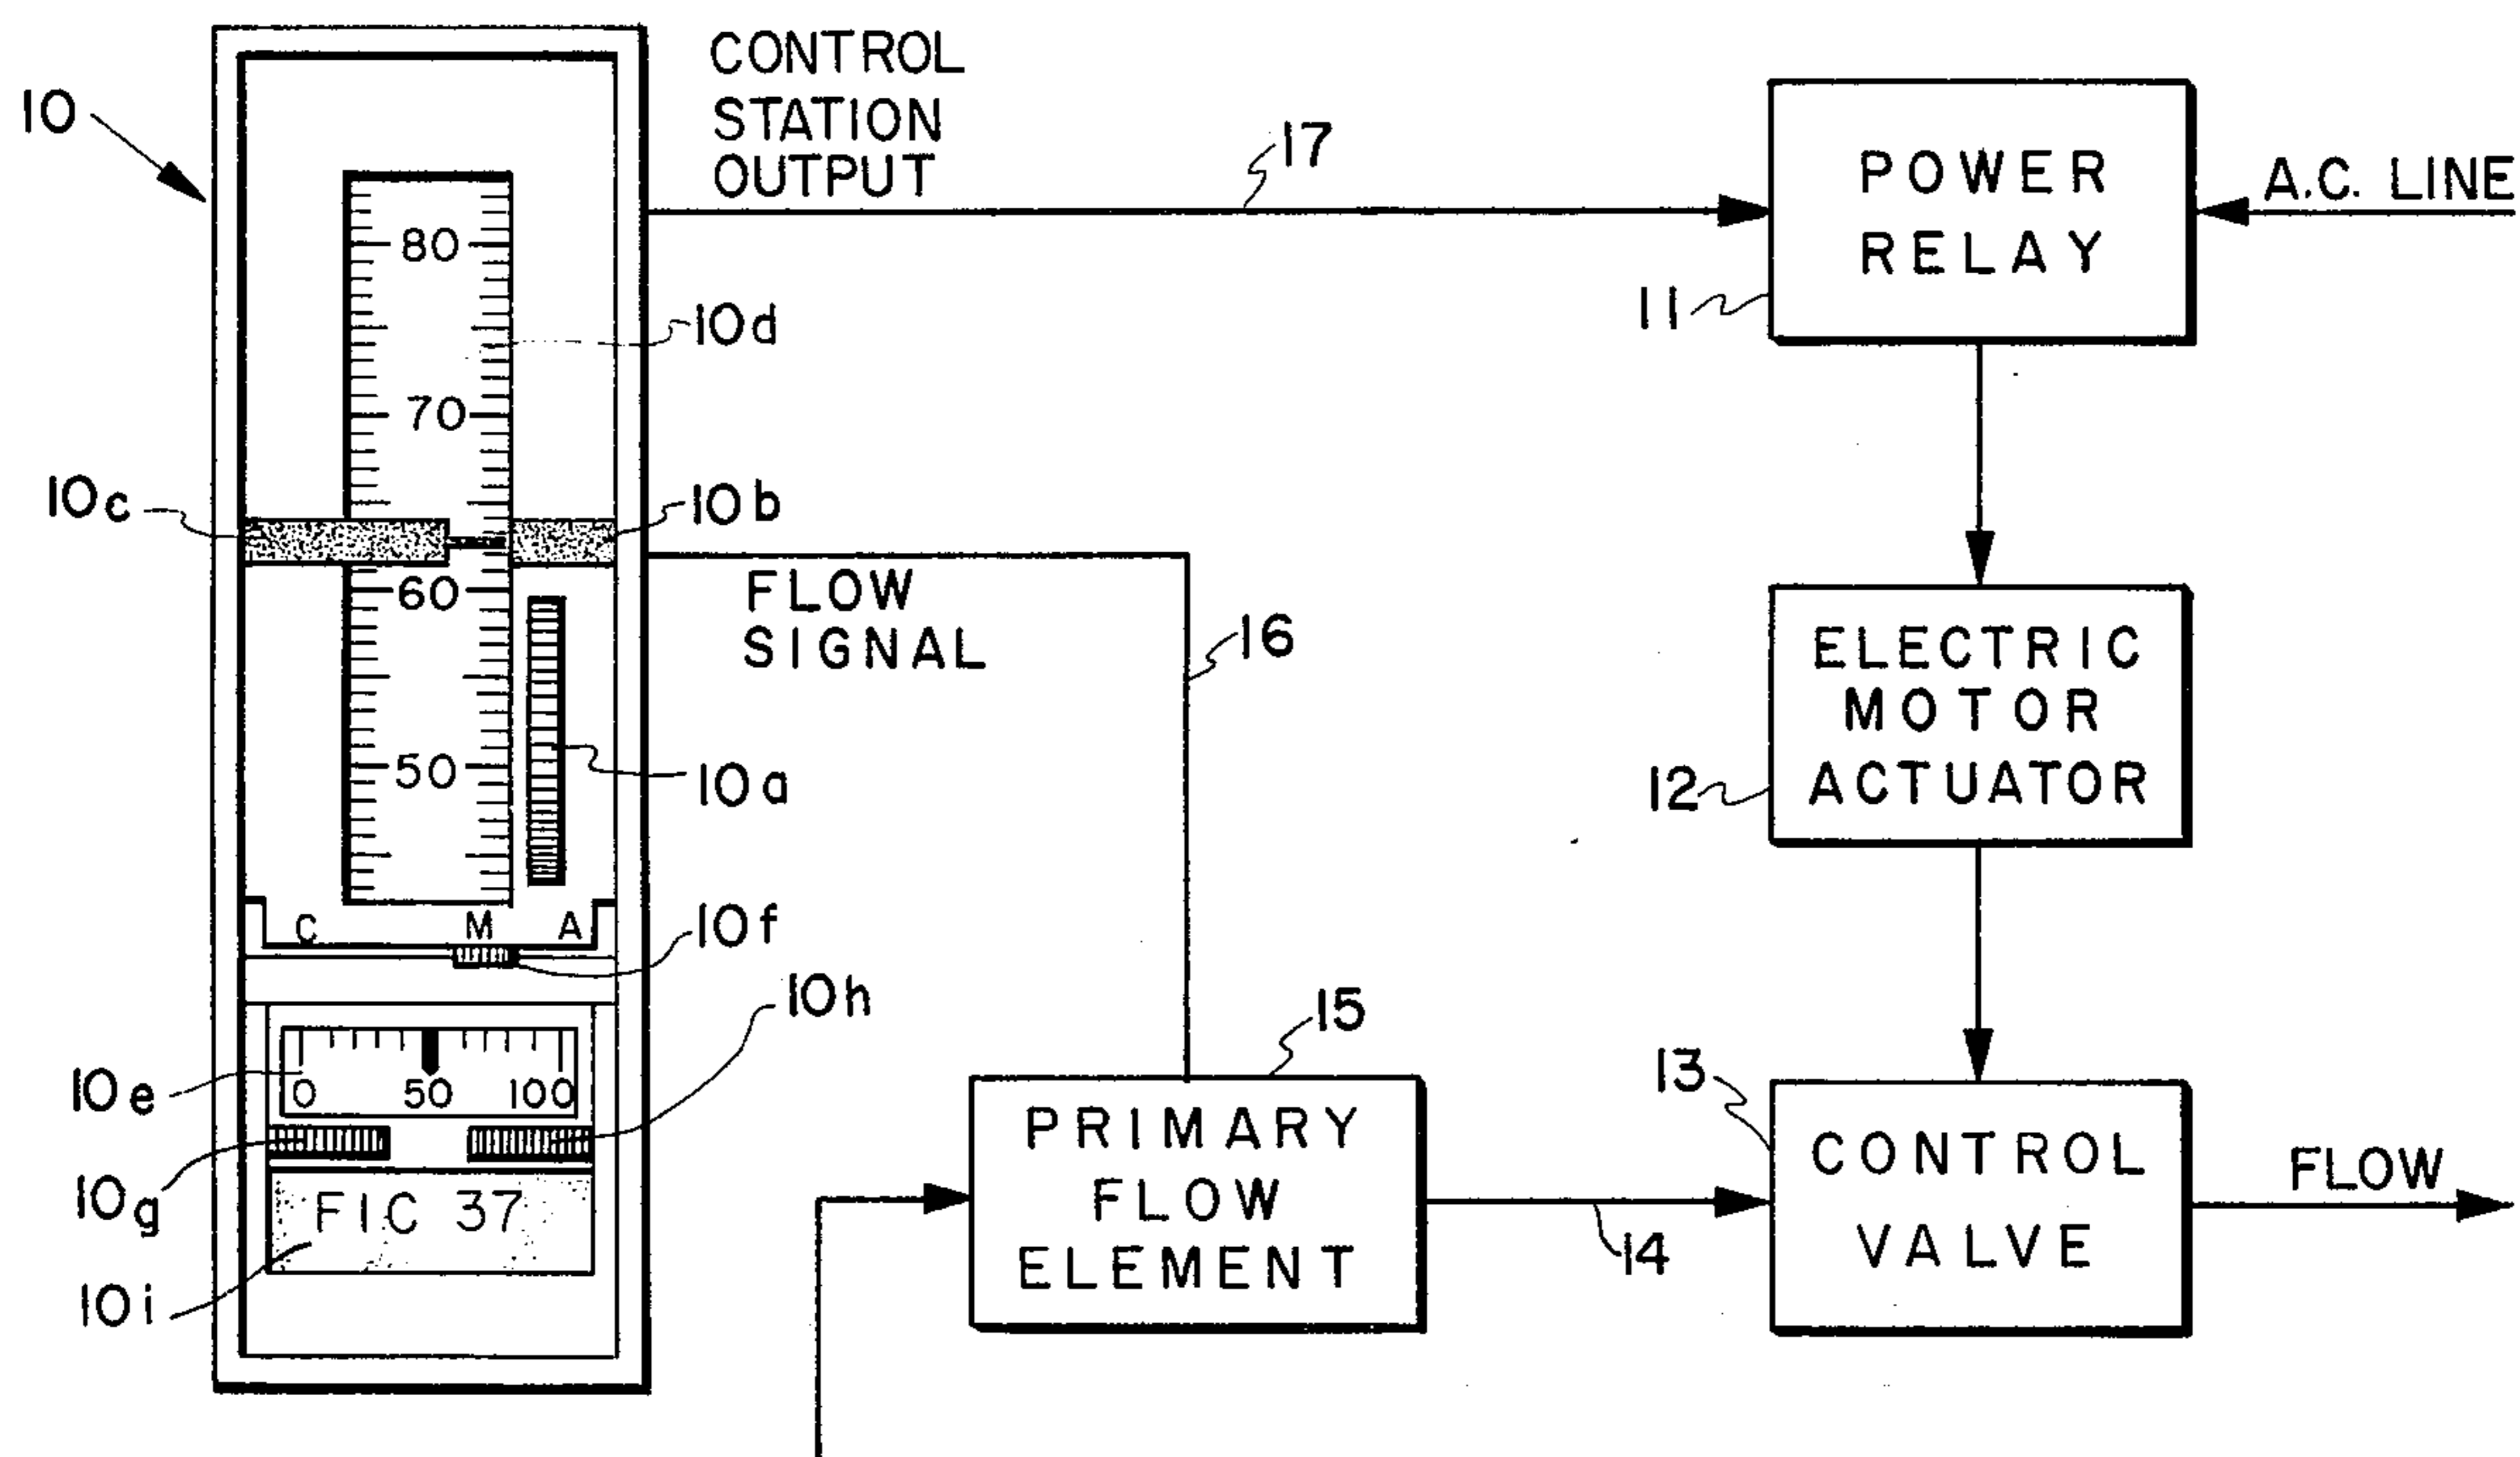 10
CONTROL
STATION
OUTPUT
17
POWER
RELAY
A.C. LINE
11
80
10d
70
10c
10b
60
FLOW
SIGNAL
16
ELECTRIC
MOTOR
ACTUATOR
12
50
10a
C M A
10f
10h
15
13
10e
0 50 100
PRIMARY
FLOW
ELEMENT
CONTROL
VALVE
FLOW
14
10g
FIC 37
10i